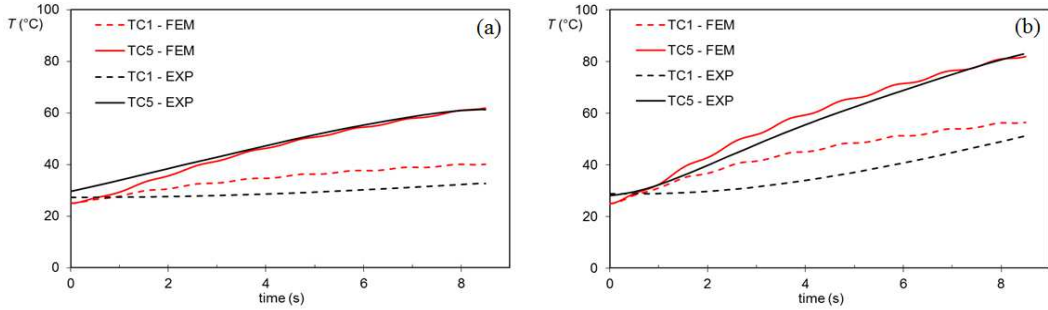 T (°C)
100
80
60
40
20
0
TC1 - FEM
TC5 - FEM
TC1 - EXP
TC5 - EXP
(a)
0 2 4 6 8
time (s)
T (°C)
100
80
60
40
20
0
TC1 - FEM
TC5 - FEM
TC1 - EXP
TC5 - EXP
(b)
0 2 4 6 8
time (s)